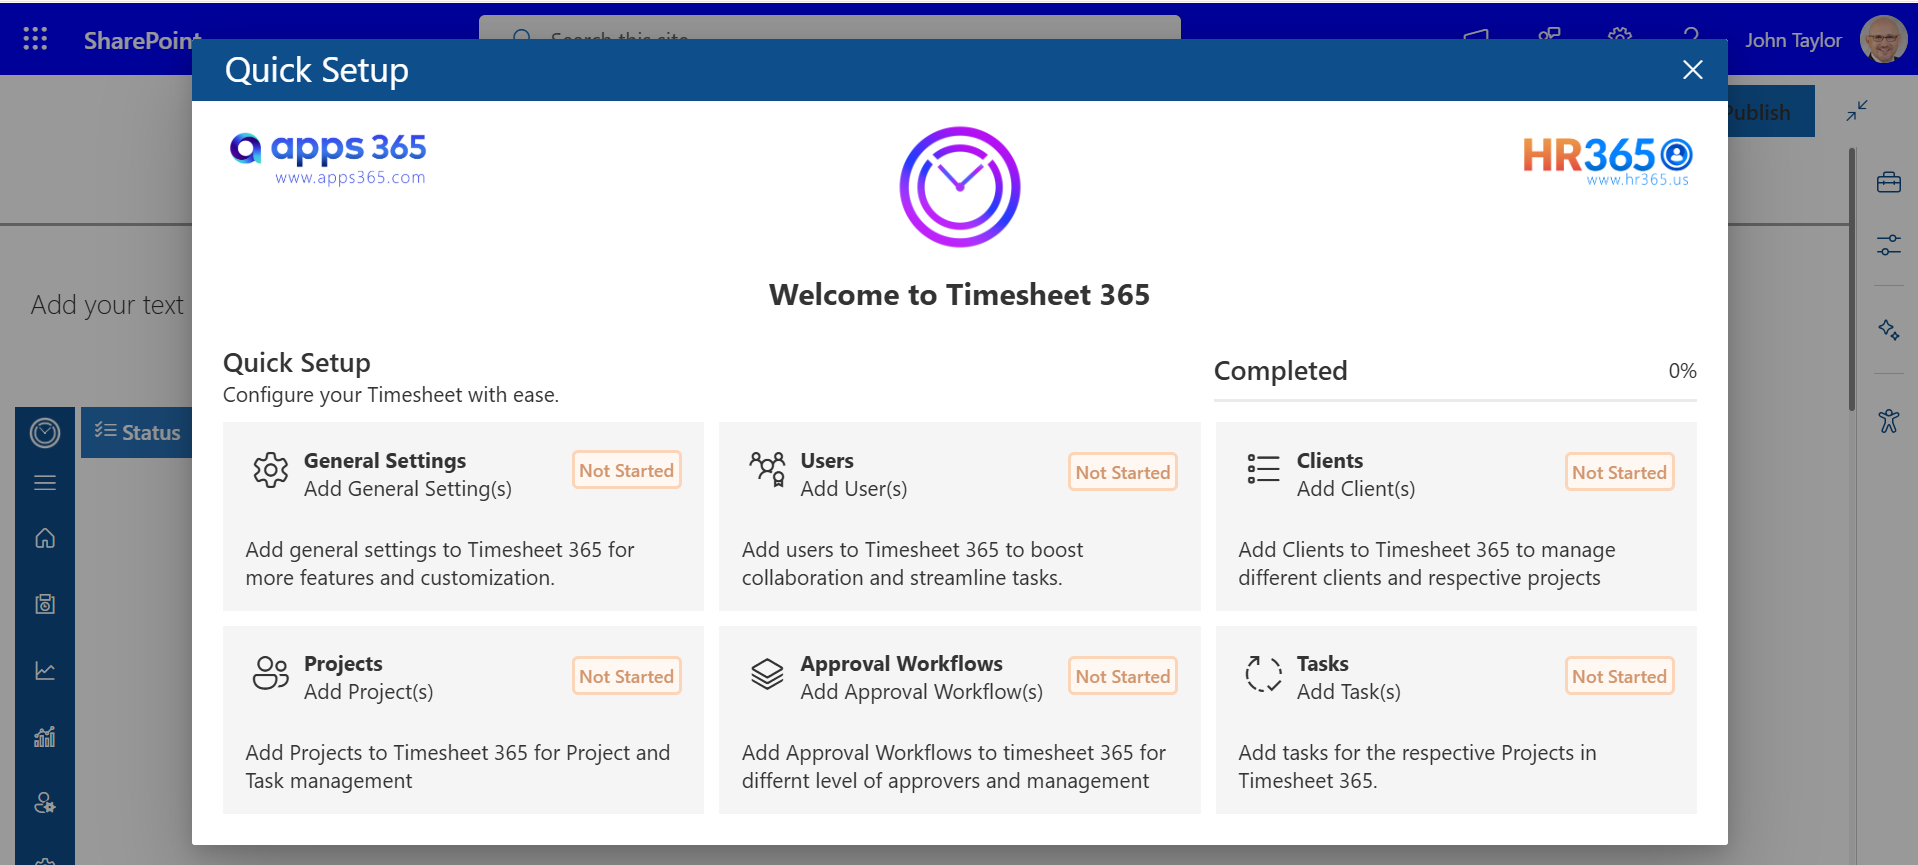 SharePoint
Search this site
John Taylor
Quick Setup
Publish
apps 365
www.apps365.com
HR365
www.hr365.us
Welcome to Timesheet 365
Add your text
Quick Setup
Configure your Timesheet with ease.
Completed
0%
Status
General Settings
Add General Setting(s)
Not Started
Add general settings to Timesheet 365 for
more features and customization.
Users
Add User(s)
Not Started
Add users to Timesheet 365 to boost
collaboration and streamline tasks.
Clients
Add Client(s)
Not Started
Add Clients to Timesheet 365 to manage
different clients and respective projects
Projects
Add Project(s)
Not Started
Add Projects to Timesheet 365 for Project and
Task management
Approval Workflows
Add Approval Workflow(s)
Not Started
Add Approval Workflows to timesheet 365 for
differnt level of approvers and management
Tasks
Add Task(s)
Not Started
Add tasks for the respective Projects in
Timesheet 365.